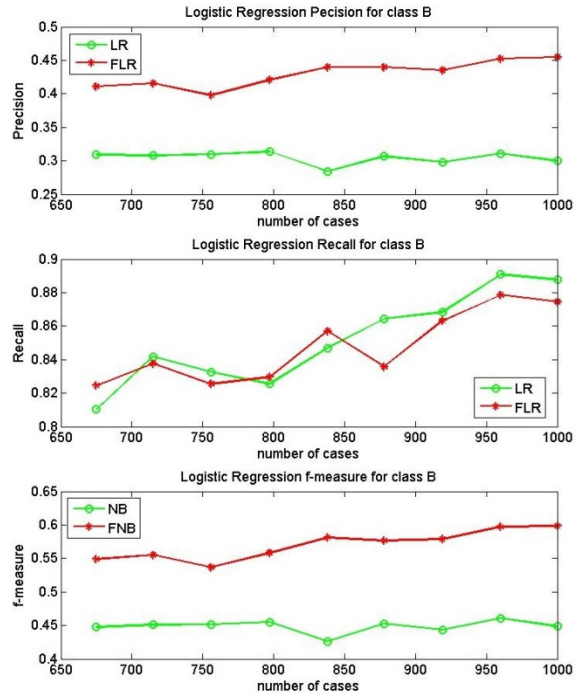 Logistic Regression Pecision for class B
0.5
0.45
0.4
0.35
0.3
0.25
Precision
LR
FLR
650 700 750 800 850 900 950 1000
number of cases
Logistic Regression Recall for class B
0.9
0.88
0.86
0.84
0.82
0.8
Recall
LR
FLR
650 700 750 800 850 900 950 1000
number of cases
Logistic Regression f-measure for class B
0.65
0.6
0.55
0.5
0.45
0.4
f-measure
NB
FNB
650 700 750 800 850 900 950 1000
number of cases